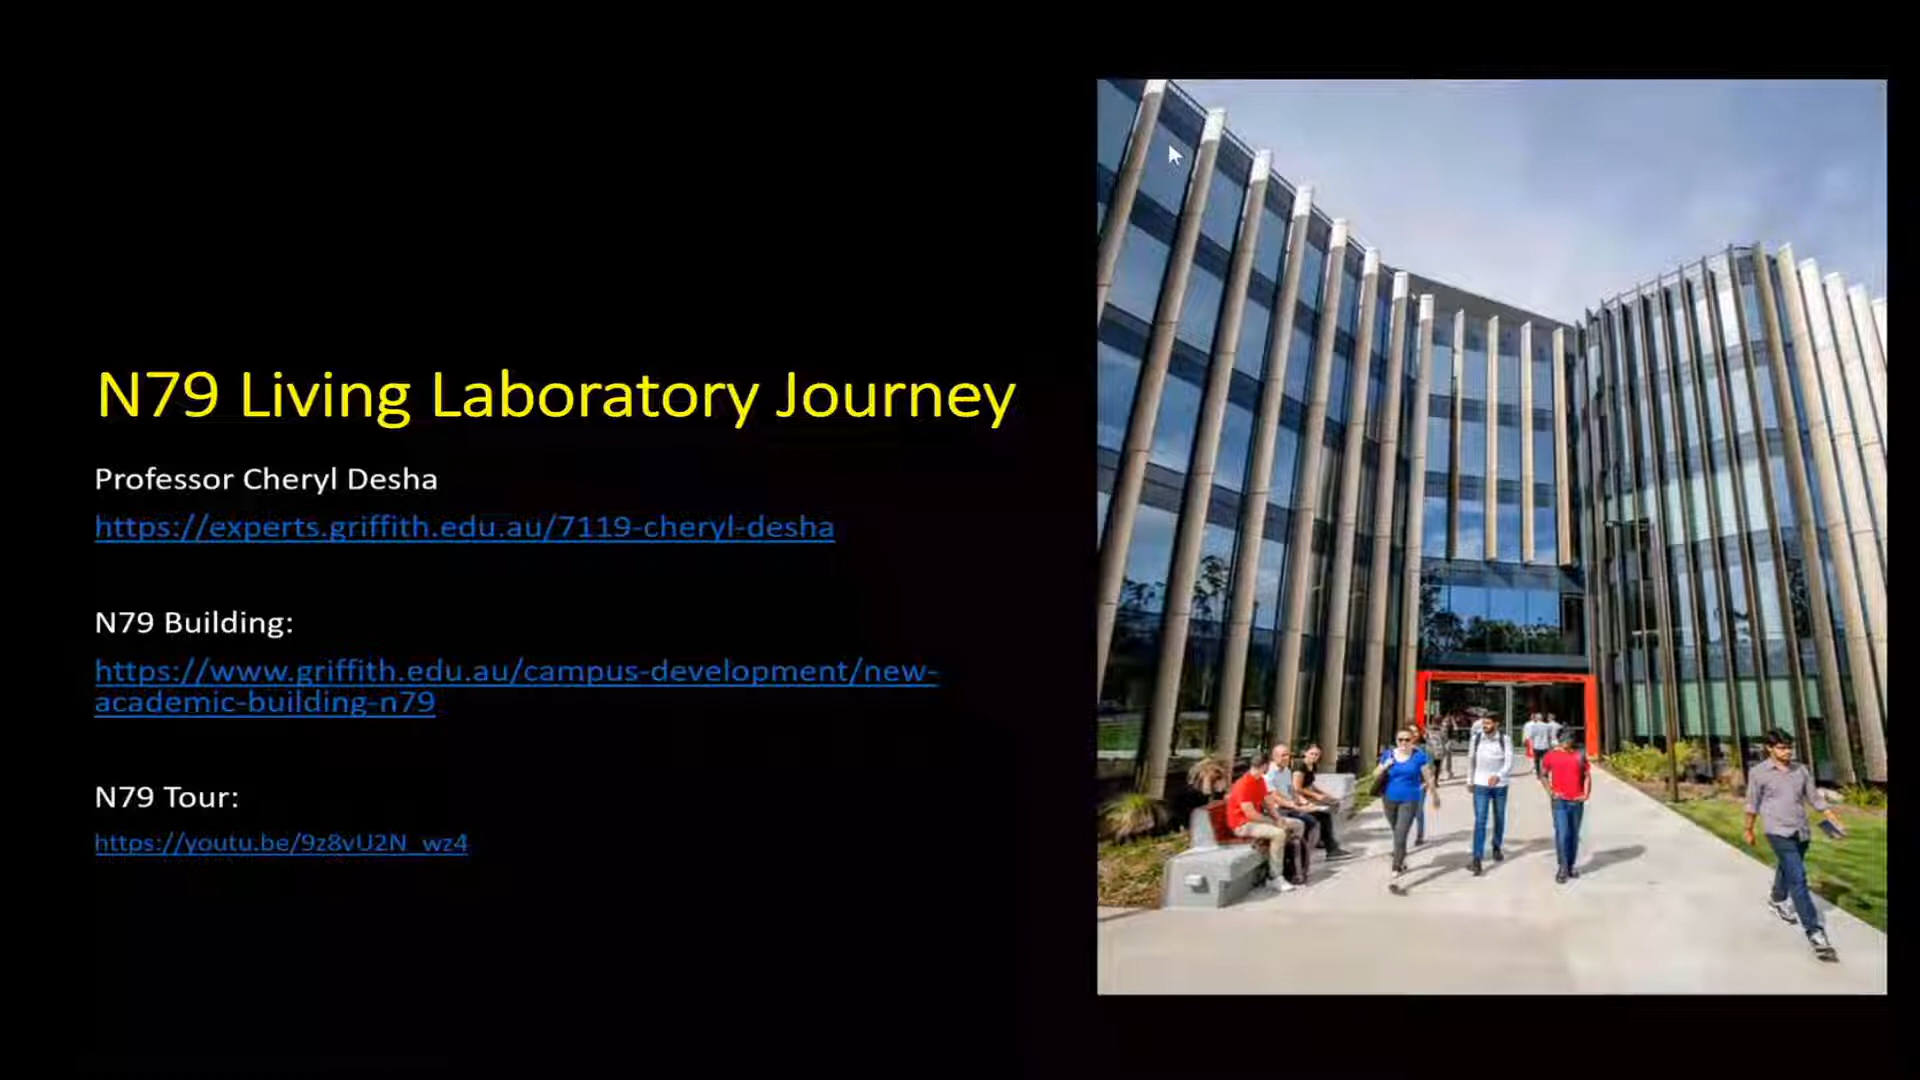 N79 Living Laboratory Journey
Professor Cheryl Desha
https://experts.griffith.edu.au/7119-cheryl-desha
N79 Building:
https://www.griffith.edu.au/campus-development/new-
academic-building-n79
N79 Tour:
https://youtu.be/9z8vU2N_wz4